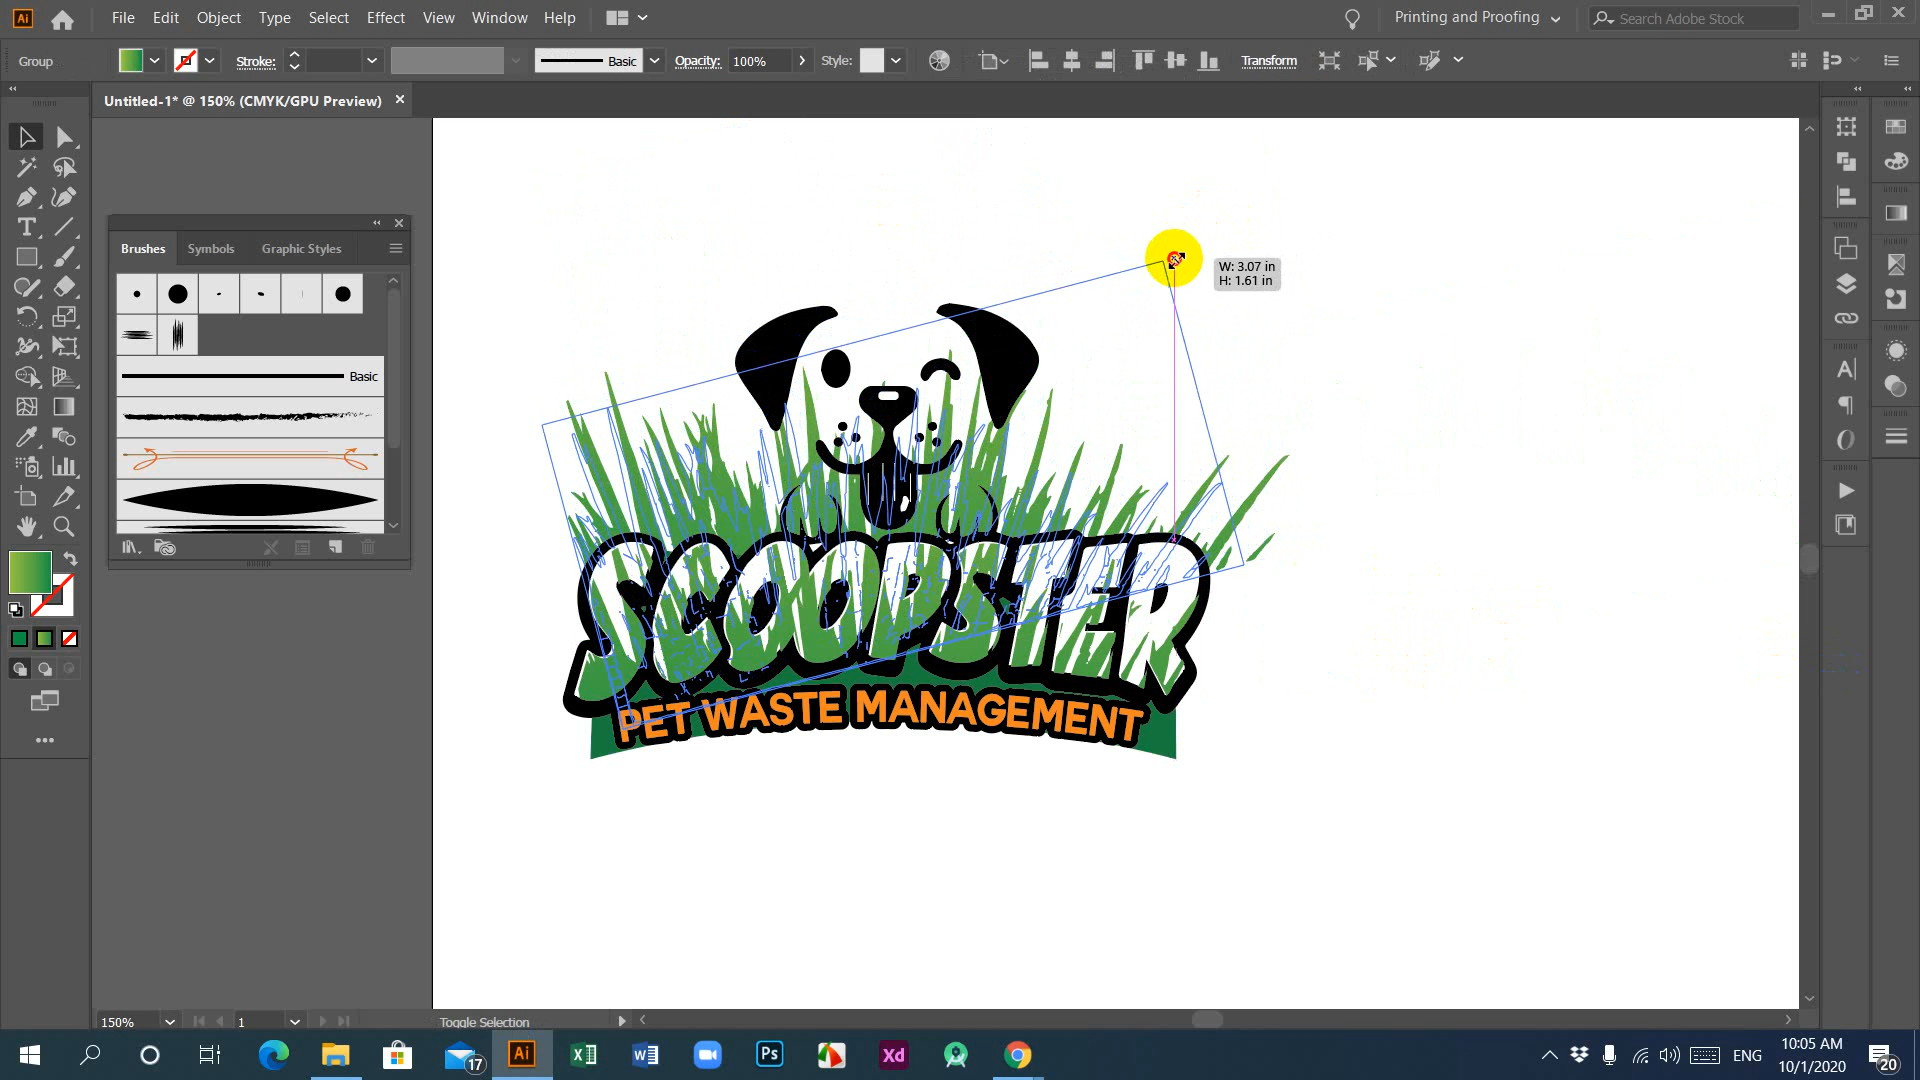 Ai File Edit Object Type Select Effect View Window Help Printing and Proofing Search Adobe Stock
Group Stroke: Basic Opacity: 100% Style: Transform
Untitled-1* @ 150% (CMYK/GPU Preview)
Brushes Symbols Graphic Styles
Basic
W: 3.07 in
H: 1.61 in
SCOOPSTER
PET WASTE MANAGEMENT
150% 1 Toggle Selection
17 Ai Ps Xd ENG 10:05 AM
10/1/2020 20